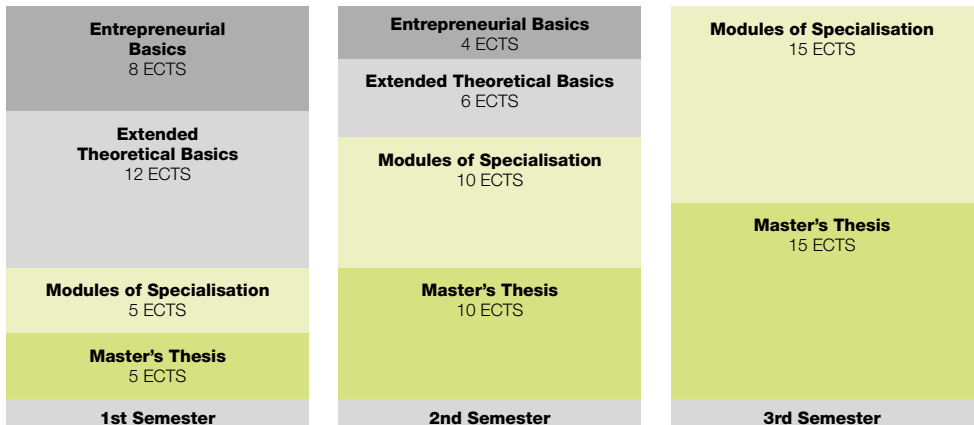 Entrepreneurial
Basics
8 ECTS
Extended
Theoretical Basics
12 ECTS
Modules of Specialisation
5 ECTS
Master’s Thesis
5 ECTS
1st Semester
Entrepreneurial Basics
4 ECTS
Extended Theoretical Basics
6 ECTS
Modules of Specialisation
10 ECTS
Master’s Thesis
10 ECTS
2nd Semester
Modules of Specialisation
15 ECTS
Master’s Thesis
15 ECTS
3rd Semester